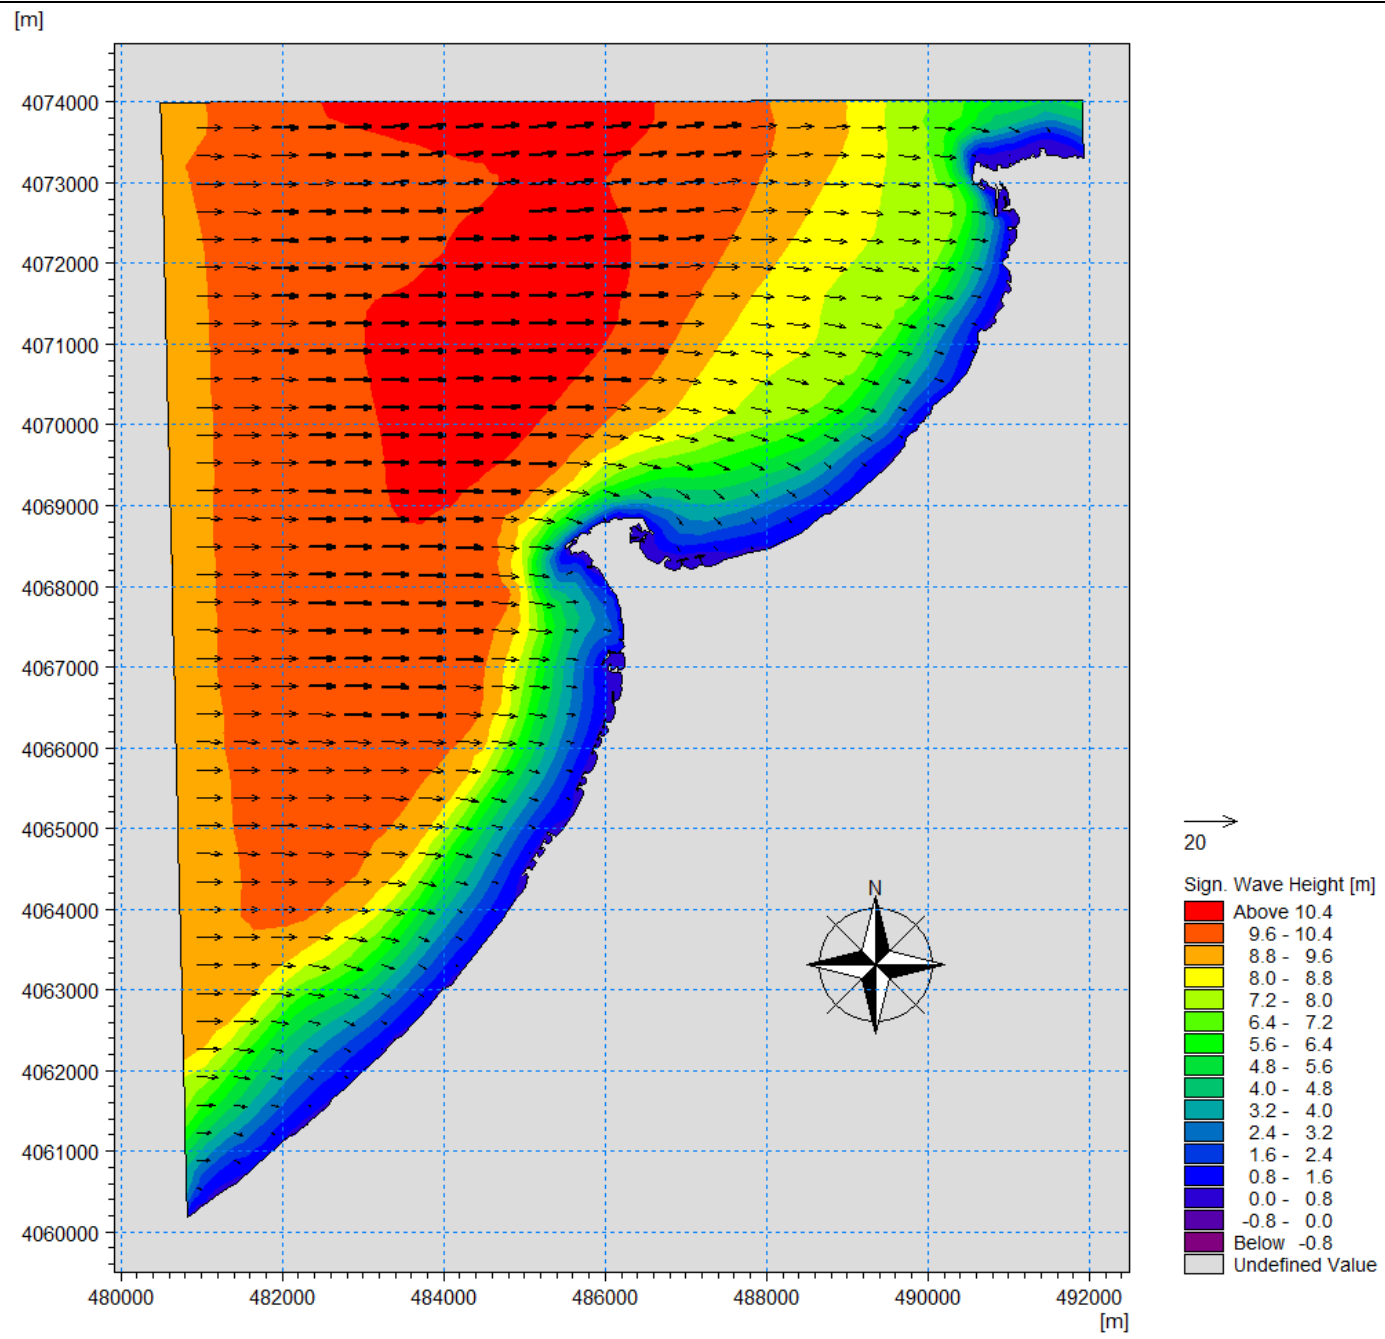 [m]
4074000
4073000
4072000
4071000
4070000
4069000
4068000
4067000
4066000
4065000
4064000
4063000
4062000
4061000
4060000
480000 482000 484000 486000 488000 490000 492000
[m]
N
20
Sign. Wave Height [m]
Above 10.4
9.6 - 10.4
8.8 - 9.6
8.0 - 8.8
7.2 - 8.0
6.4 - 7.2
5.6 - 6.4
4.8 - 5.6
4.0 - 4.8
3.2 - 4.0
2.4 - 3.2
1.6 - 2.4
0.8 - 1.6
0.0 - 0.8
-0.8 - 0.0
Below -0.8
Undefined Value